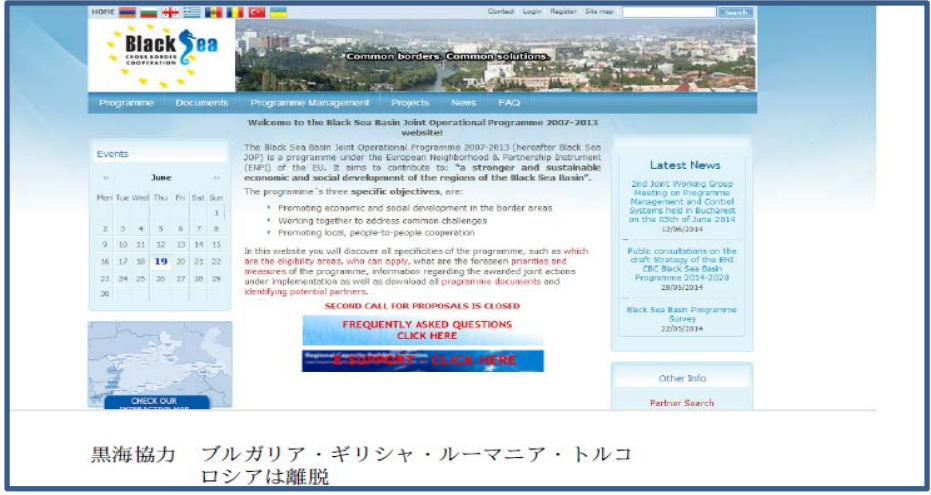 HOME
Contact Login Register Site map Search
Black Sea
CROSS BORDER
COOPERATION
Common borders. Common solutions.
Programme Documents Programme Management Projects News FAQ
Events
« June »
Mon Tue Wed Thu Fri Sat Sun
1
2 3 4 5 6 7 8
9 10 11 12 13 14 15
16 17 18 19 20 21 22
23 24 25 26 27 28 29
30
CHECK OUR
INTERACTIVE MAP
Welcome to the Black Sea Basin Joint Operational Programme 2007-2013
website!
The Black Sea Basin Joint Operational Programme 2007-2013 (hereafter Black Sea
JOP) is a programme under the European Neighborhood & Partnership Instrument
(ENPI) of the EU. It aims to contribute to: "a stronger and sustainable
economic and social development of the regions of the Black Sea Basin".
The programme´s three specific objectives, are:
Promoting economic and social development in the border areas
Working together to address common challenges
Promoting local, people-to-people cooperation
In this website you will discover all specificities of the programme, such as which
are the eligibility areas, who can apply, what are the foreseen priorities and
measures of the programme, information regarding the awarded joint actions
under implementation as well as download all programme documents and
identifying potential partners.
SECOND CALL FOR PROPOSALS IS CLOSED
FREQUENTLY ASKED QUESTIONS
CLICK HERE
E-SUPPORT - CLICK HERE
Latest News
2nd Joint Working Group
Meeting on Programme
Management and Control
Systems held in Bucharest
on the 05th of June 2014
12/06/2014
Public consultations on the
draft Strategy of the ENI
CBC Black Sea Basin
Programme 2014-2020
28/05/2014
Black Sea Basin Programme
Survey
22/05/2014
Other Info
Partner Search
黒海協力 ブルガリア・ギリシャ・ルーマニア・トルコ
ロシアは離脱